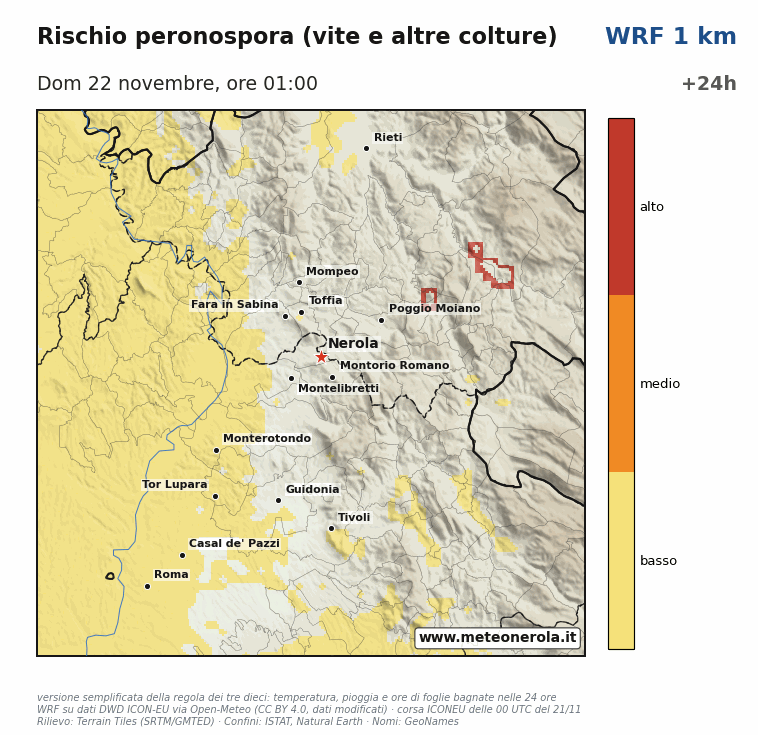 Rischio peronospora (vite e altre colture)
WRF 1 km
Dom 22 novembre, ore 01:00
+24h
Rieti
alto
Mompeo
Toffia
Fara in Sabina
Poggio Moiano
Nerola
Montorio Romano
Montelibretti
medio
Monterotondo
Tor Lupara
Guidonia
Tivoli
Casal de' Pazzi
basso
Roma
www.meteonerola.it
versione semplificata della regola dei tre dieci: temperatura, pioggia e ore di foglie bagnate nelle 24 ore
WRF su dati DWD ICON-EU via Open-Meteo (CC BY 4.0, dati modificati) · corsa ICONEU delle 00 UTC del 21/11
Rilievo: Terrain Tiles (SRTM/GMTED) · Confini: ISTAT, Natural Earth · Nomi: GeoNames